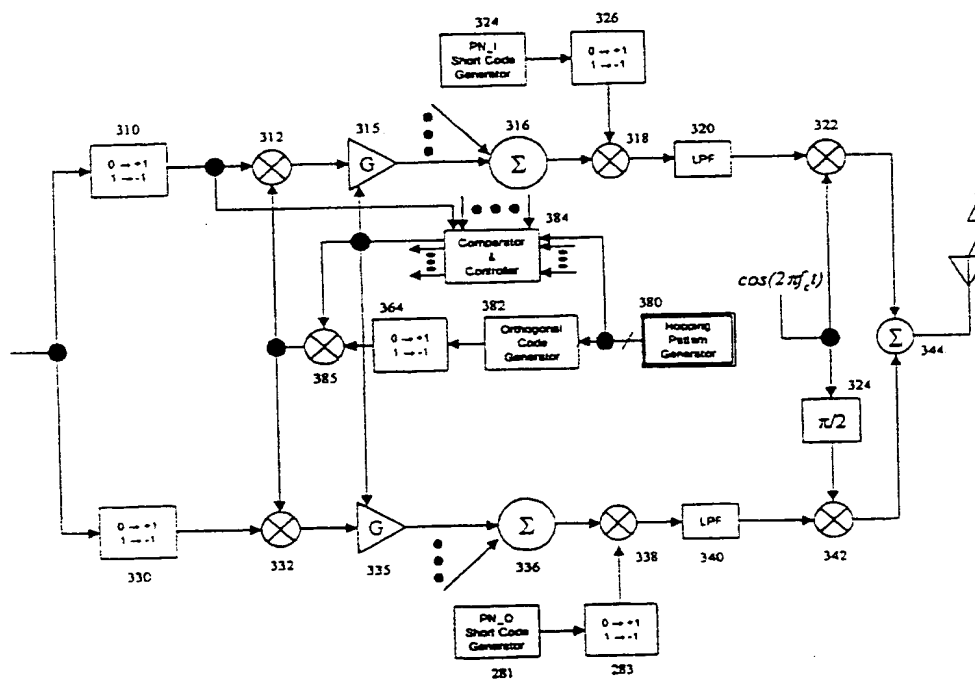 324
326
PN_I
Short Code
Generator
0 → +1
1 → -1
310
312
315
316
318
320
322
0 → +1
1 → -1
G
Σ
LPF
384
Comparator
&
Controller
cos(2πf_c t)
364
382
380
0 → +1
1 → -1
Orthogonal
Code
Generator
Hopping
Pattern
Generator
Σ
344
385
324
π/2
0 → +1
1 → -1
G
Σ
LPF
330
332
335
336
338
340
342
PN_Q
Short Code
Generator
0 → +1
1 → -1
281
283